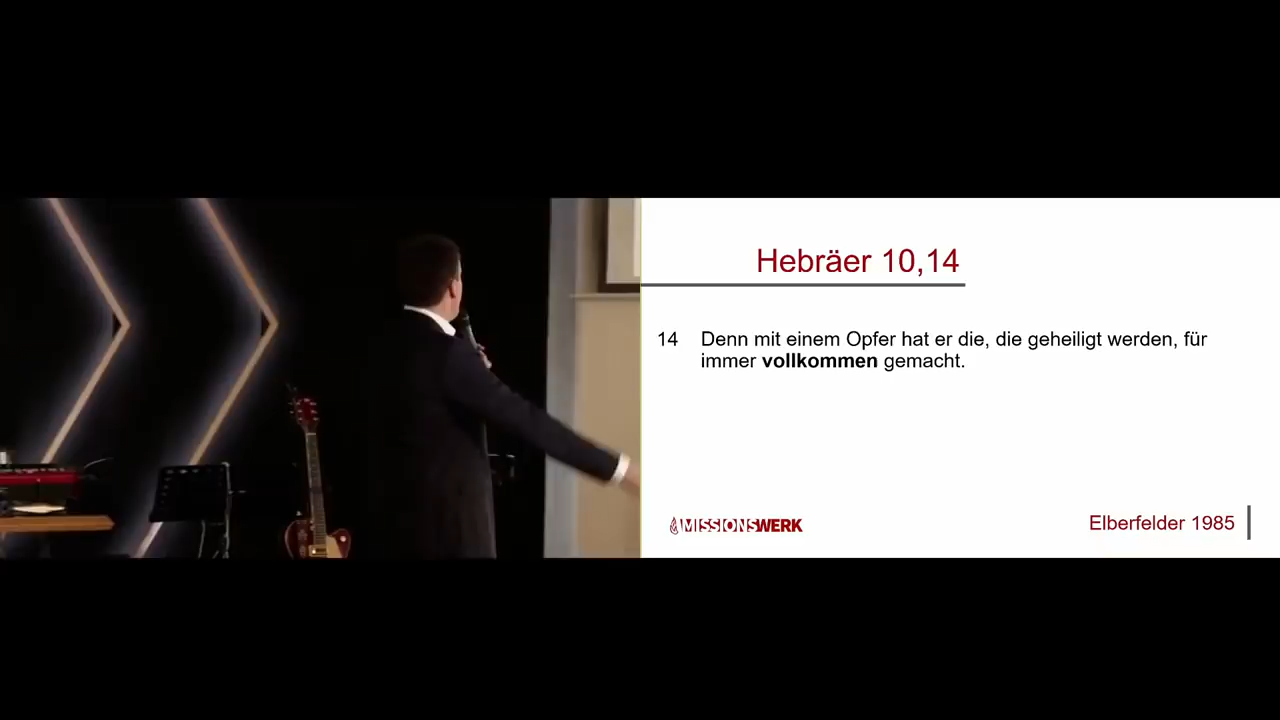 Hebräer 10,14
14 Denn mit einem Opfer hat er die, die geheiligt werden, für
immer vollkommen gemacht.
MISSIONSWERK
Elberfelder 1985